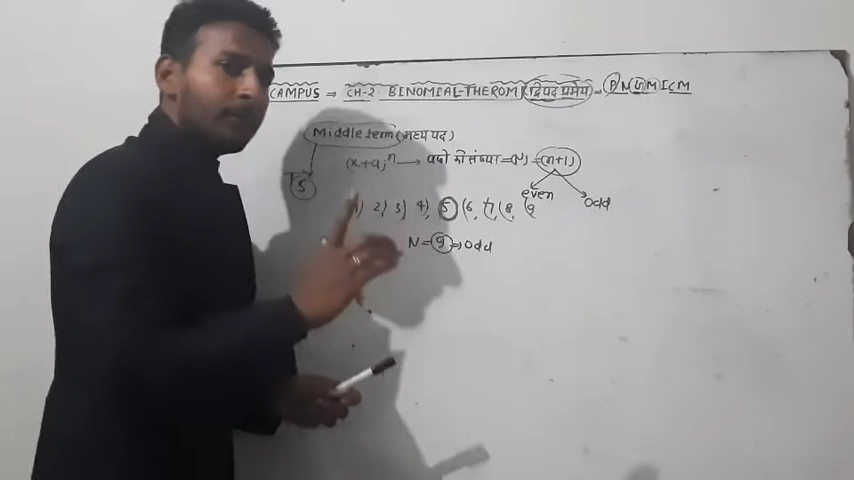 CAMPUS ⇒ CH-2 BINOMIAL-THEROM (द्विपद प्रमेय) = P N U M I C M
Middle term (मध्य पद)
(x+a)^n → पदो की संख्या = (N) = (n+1)
5
even Odd
1) 2) 3) 4) 5 (6, 7, (8, (9
N = 9 ⇒ Odd